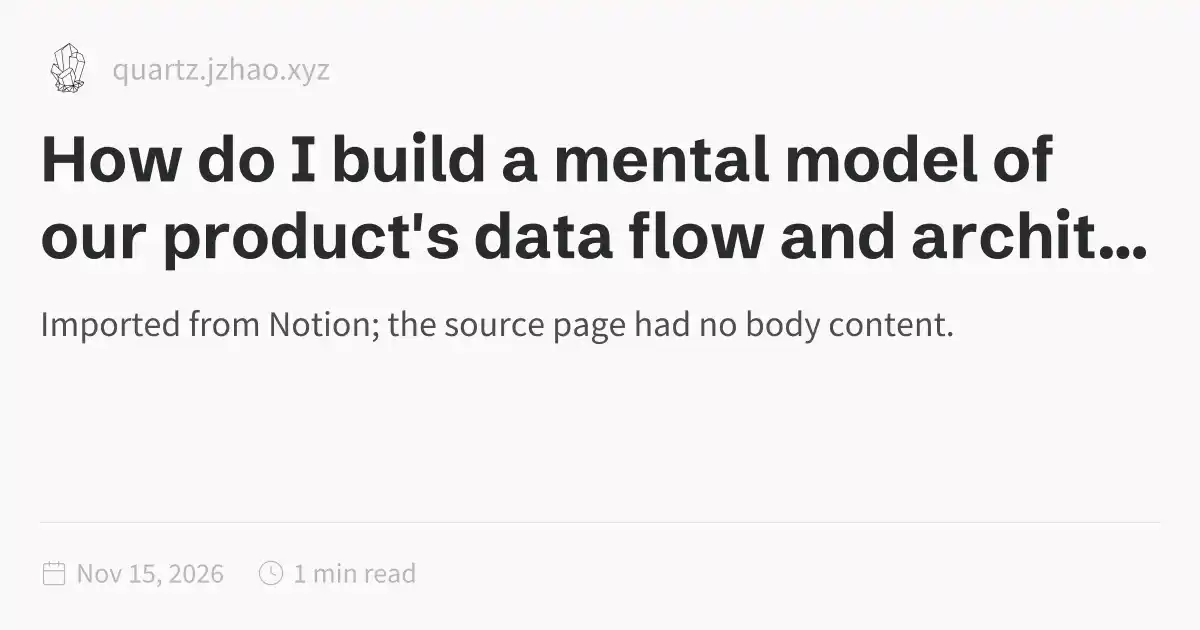 quartz.jzhao.xyz
How do I build a mental model of
our product's data flow and archit...
Imported from Notion; the source page had no body content.
Nov 15, 2026 1 min read